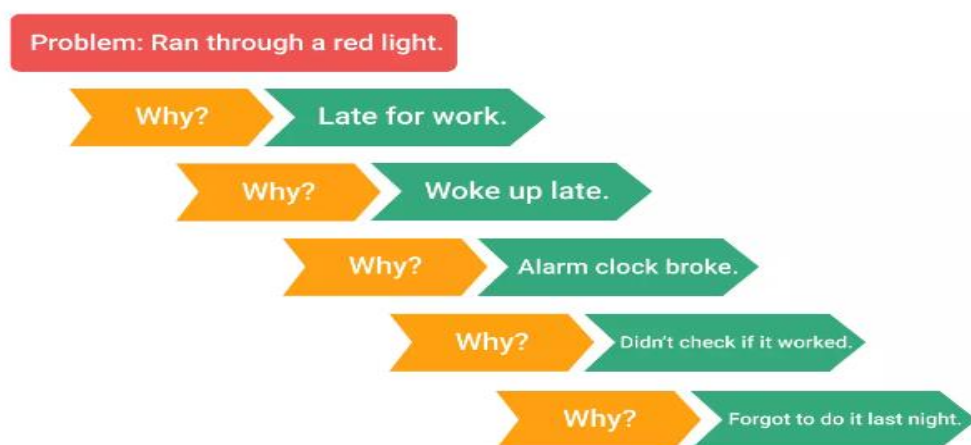 Problem: Ran through a red light.
Why? Late for work.
Why? Woke up late.
Why? Alarm clock broke.
Why? Didn't check if it worked.
Why? Forgot to do it last night.